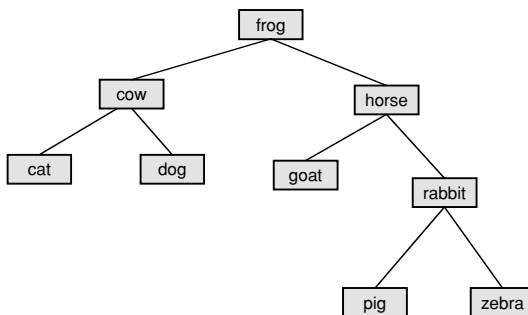 frog
cow
horse
cat
dog
goat
rabbit
pig
zebra